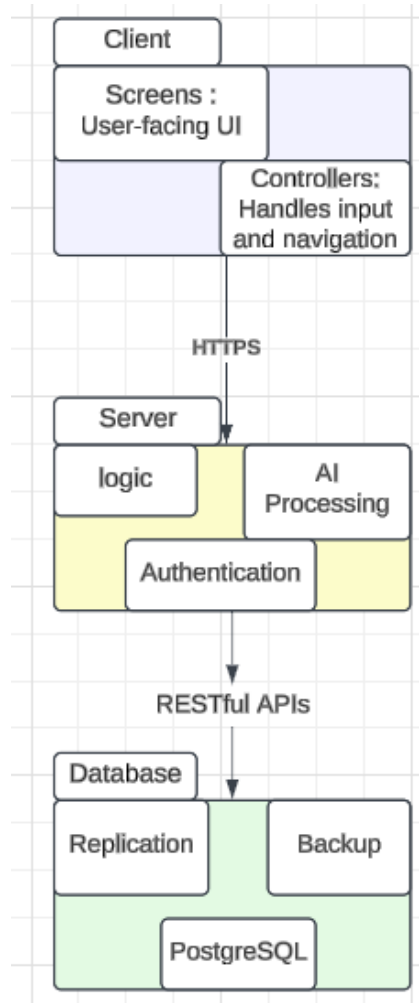 Client
Screens :
User-facing UI
Controllers:
Handles input
and navigation
HTTPS
Server
logic
AI
Processing
Authentication
RESTful APIs
Database
Replication
Backup
PostgreSQL